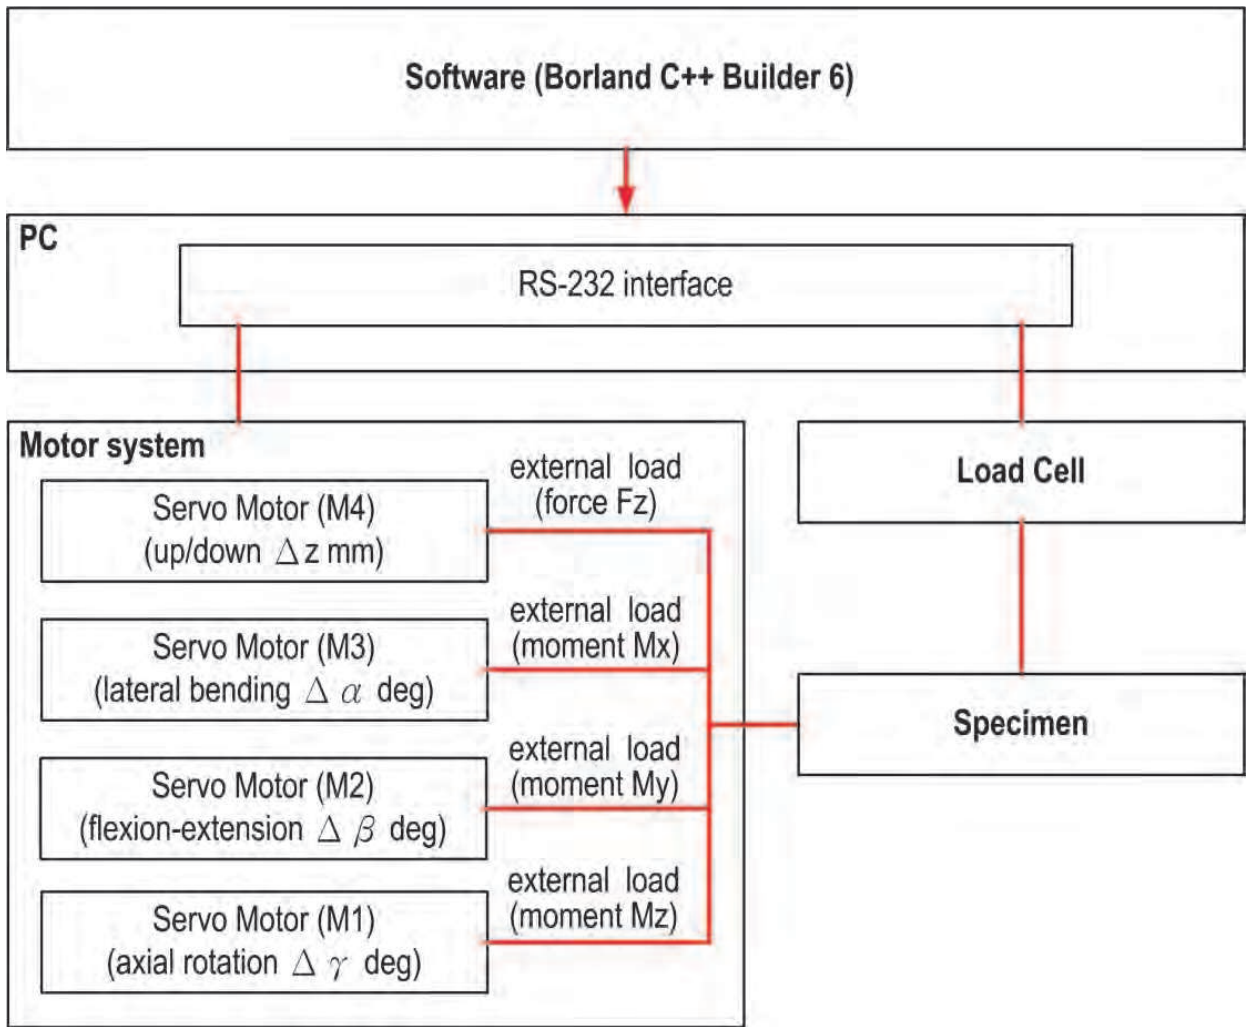 Software (Borland C++ Builder 6)
PC
RS-232 interface
Motor system
Servo Motor (M4)
(up/down Δ z mm)
external load
(force Fz)
Servo Motor (M3)
(lateral bending Δ α deg)
external load
(moment Mx)
Servo Motor (M2)
(flexion-extension Δ β deg)
external load
(moment My)
Servo Motor (M1)
(axial rotation Δ γ deg)
external load
(moment Mz)
Load Cell
Specimen